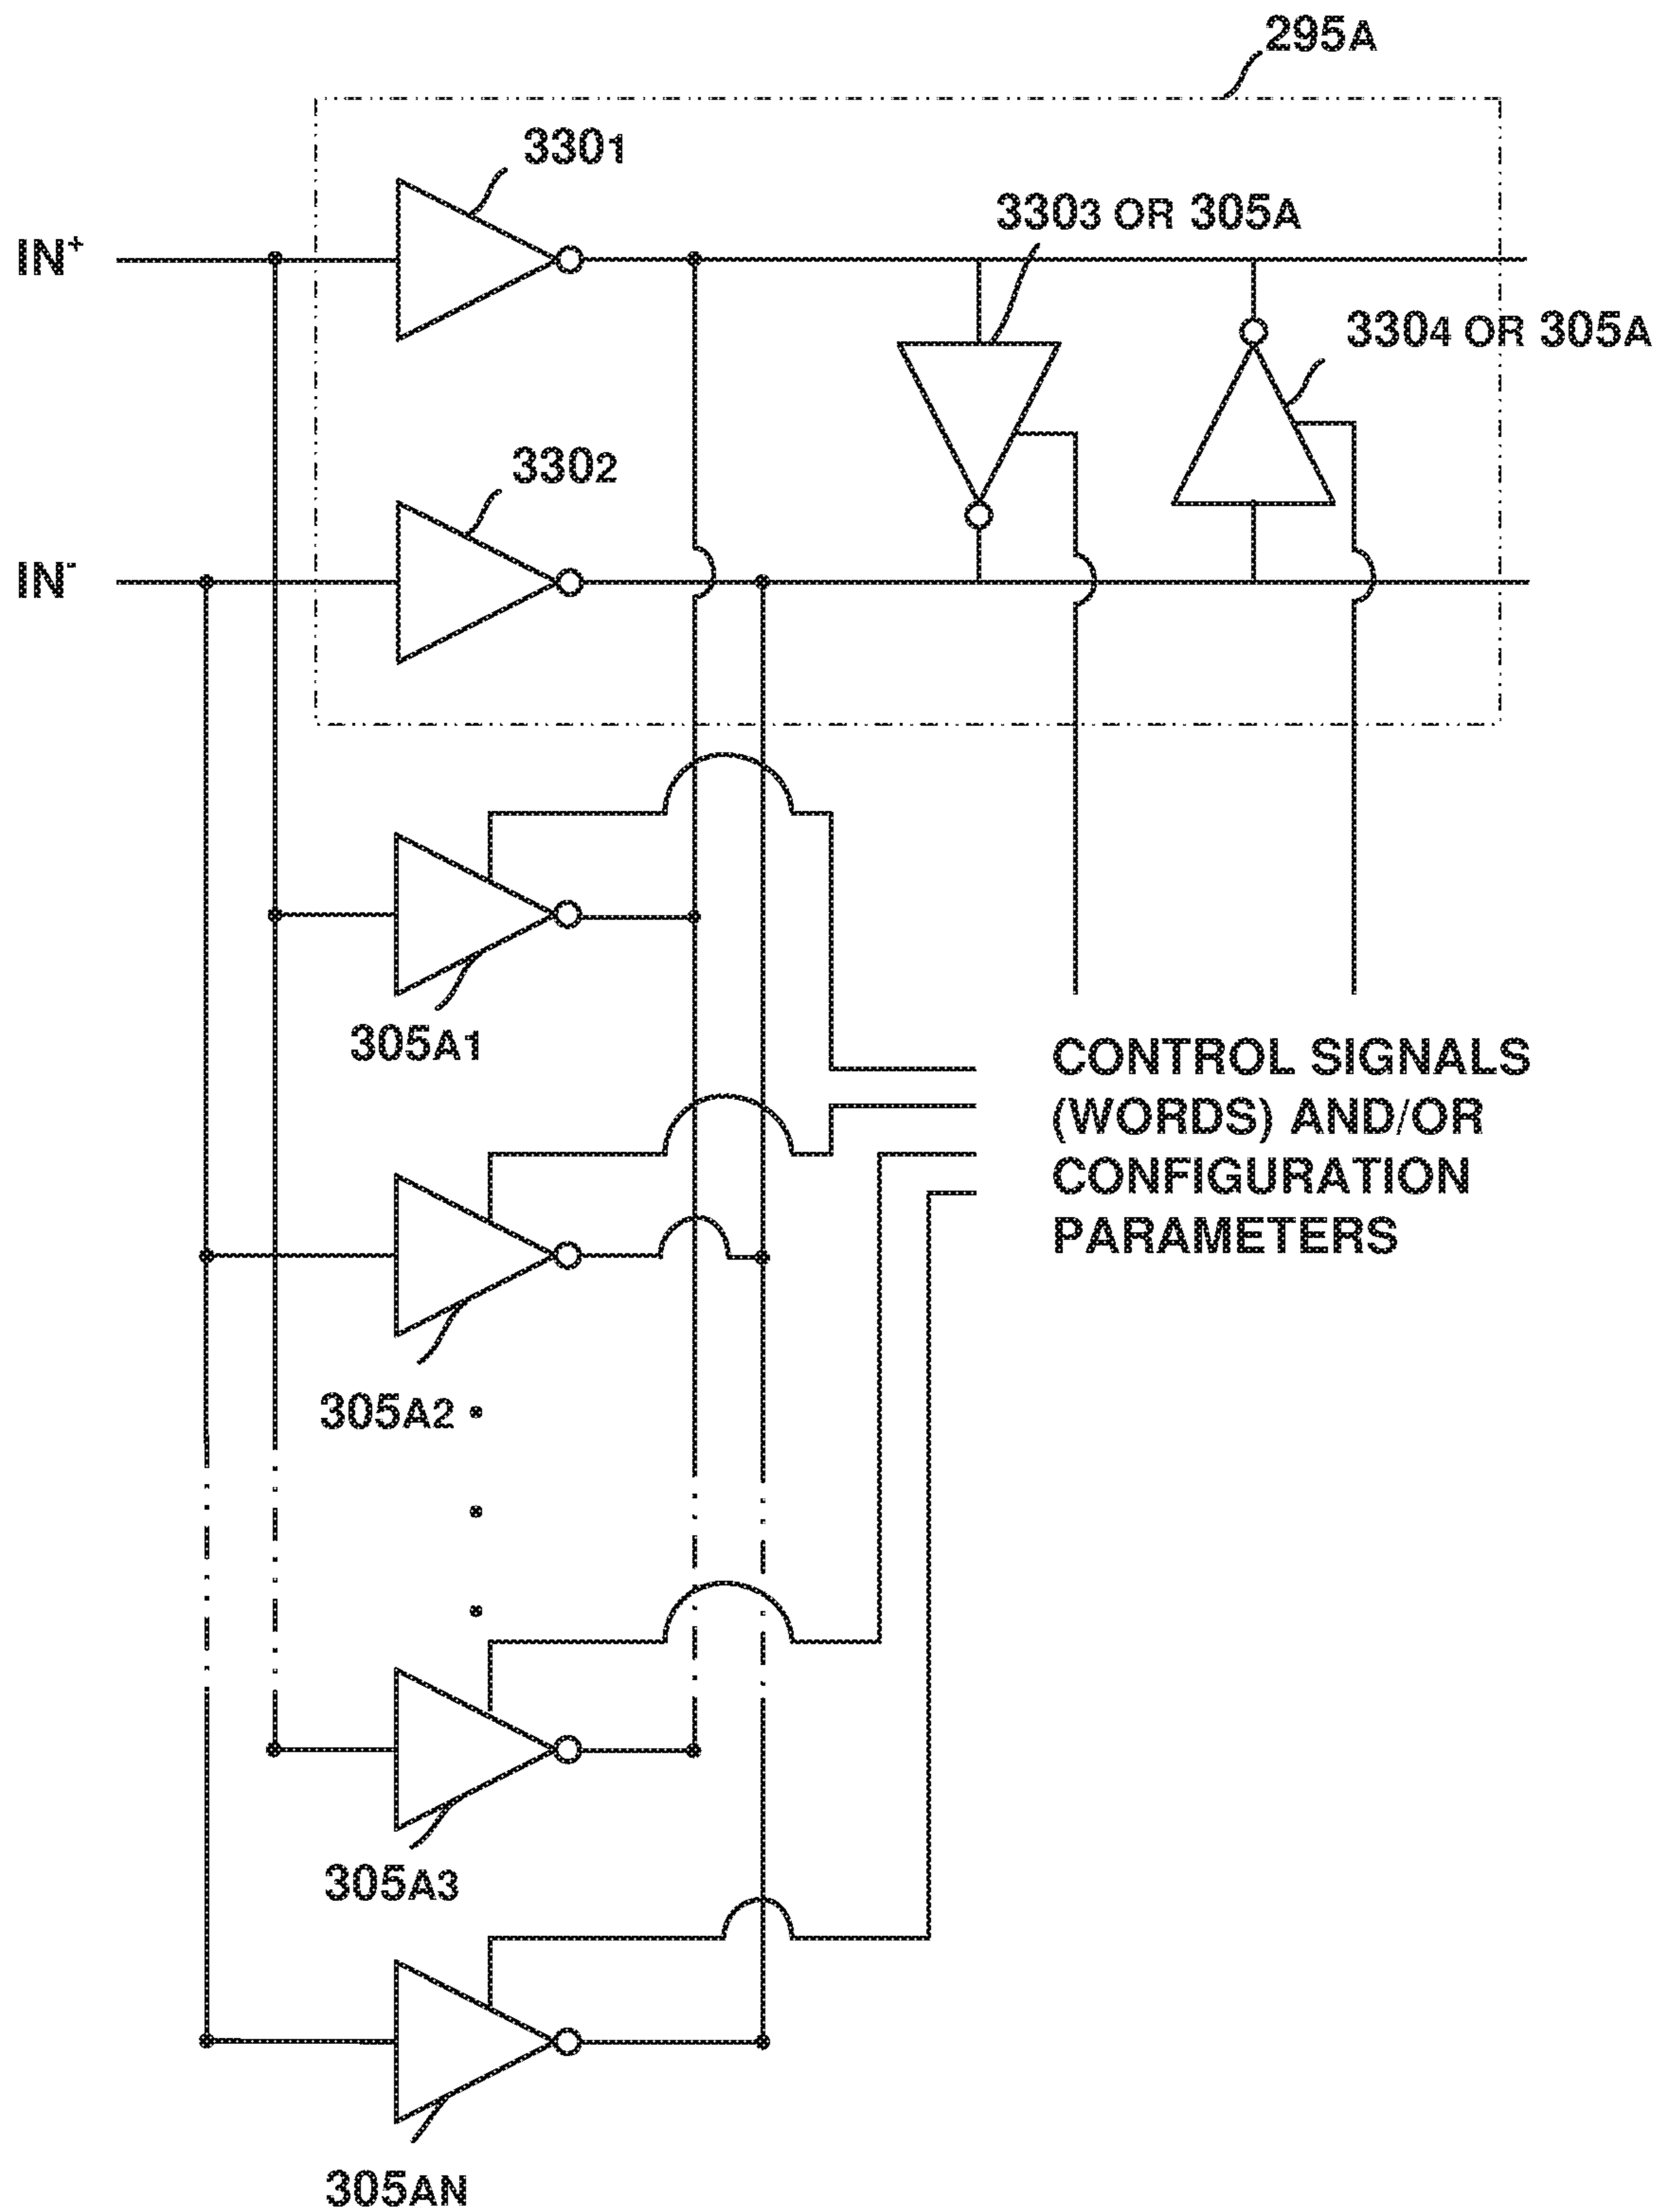 295A
3301
3303 OR 305A
IN+
3304 OR 305A
3302
IN-
305A1
CONTROL SIGNALS
(WORDS) AND/OR
CONFIGURATION
PARAMETERS
305A2
305A3
305AN